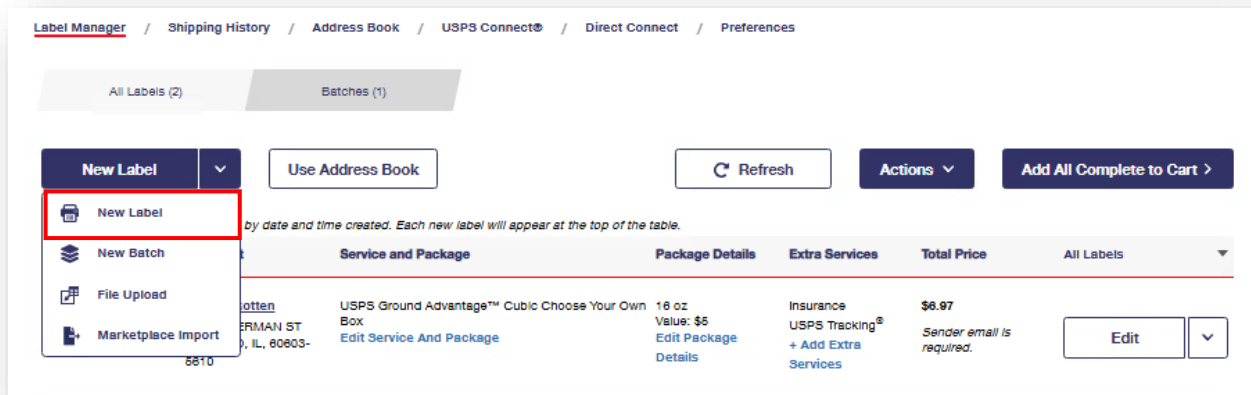 Label Manager / Shipping History / Address Book / USPS Connect® / Direct Connect / Preferences
All Labels (2) Batches (1)
New Label Use Address Book Refresh Actions Add All Complete to Cart >
New Label
by date and time created. Each new label will appear at the top of the table.
New Batch
Service and Package Package Details Extra Services Total Price All Labels
File Upload
USPS Ground Advantage™ Cubic Choose Your Own 16 oz Insurance $6.97
Box Value: $5 USPS Tracking® Sender email is
Marketplace Import
ERMAN ST
IL, 60603-
Edit Service And Package Edit Package + Add Extra required. Edit
Details Services